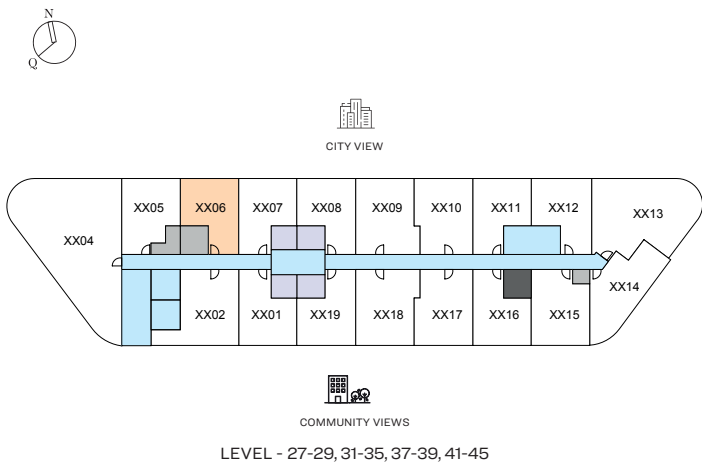 N
Q
CITY VIEW
XX05 XX06 XX07 XX08 XX09 XX10 XX11 XX12
XX04 XX13
XX14
XX02 XX01 XX19 XX18 XX17 XX16 XX15
COMMUNITY VIEWS
LEVEL - 27-29, 31-35, 37-39, 41-45